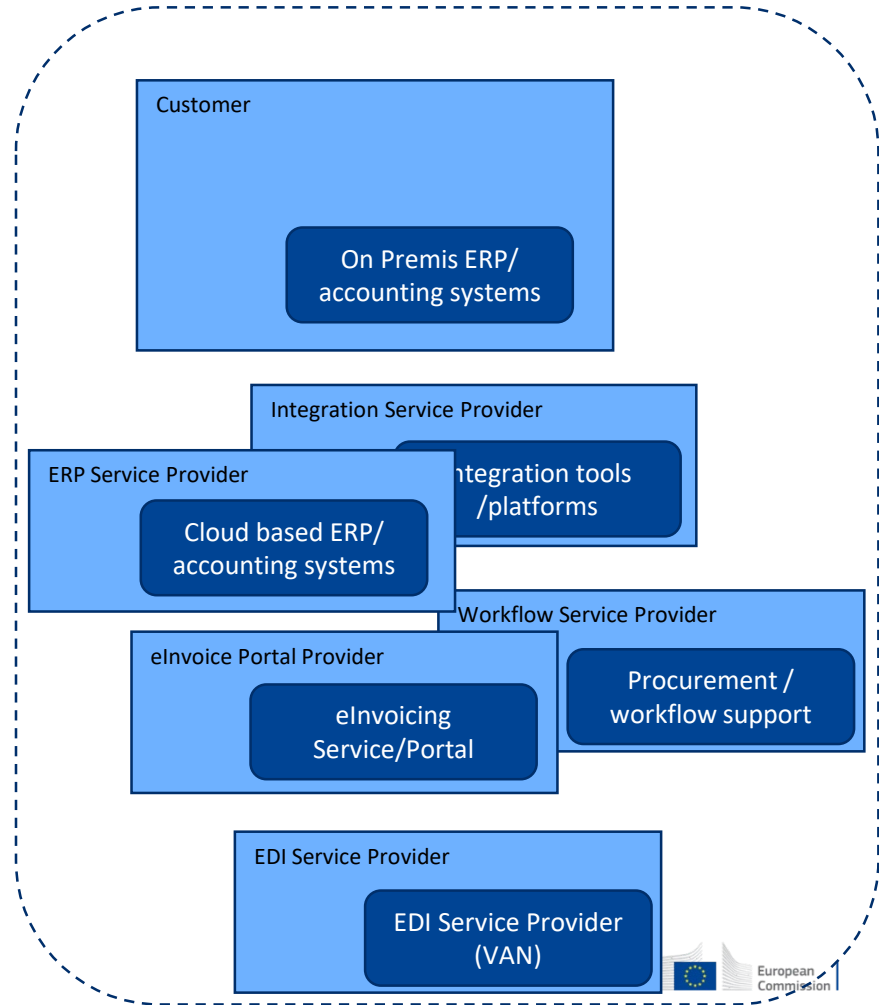 Customer
On Premis ERP/
accounting systems
Integration Service Provider
ntegration tools
/platforms
ERP Service Provider
Cloud based ERP/
accounting systems
Workflow Service Provider
Procurement /
workflow support
eInvoice Portal Provider
eInvoicing
Service/Portal
EDI Service Provider
EDI Service Provider
(VAN)
European
Commission